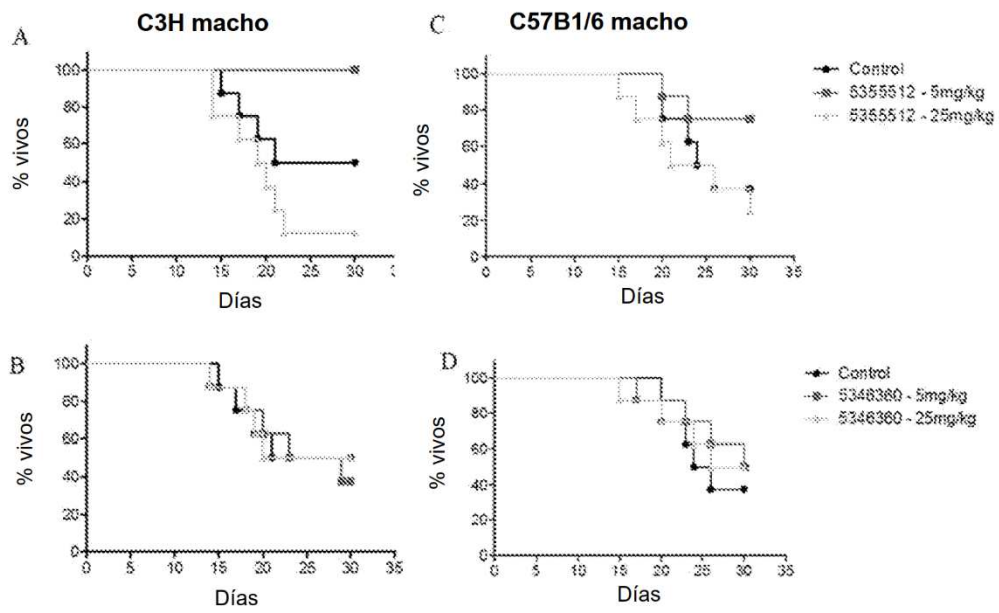 C3H macho
C57B1/6 macho
A
% vivos
100
80
60
40
20
0
0 5 10 15 20 25 30
Días
C
% vivos
100
80
60
40
20
0
0 5 10 15 20 25 30 35
Días
Control
5355512 - 5mg/kg
5355512 - 25mg/kg
B
% vivos
100
80
60
40
20
0
0 5 10 15 20 25 30 35
Días
D
% vivos
100
80
60
40
20
0
0 5 10 15 20 25 30 35
Días
Control
5346360 - 5mg/kg
5346360 - 25mg/kg